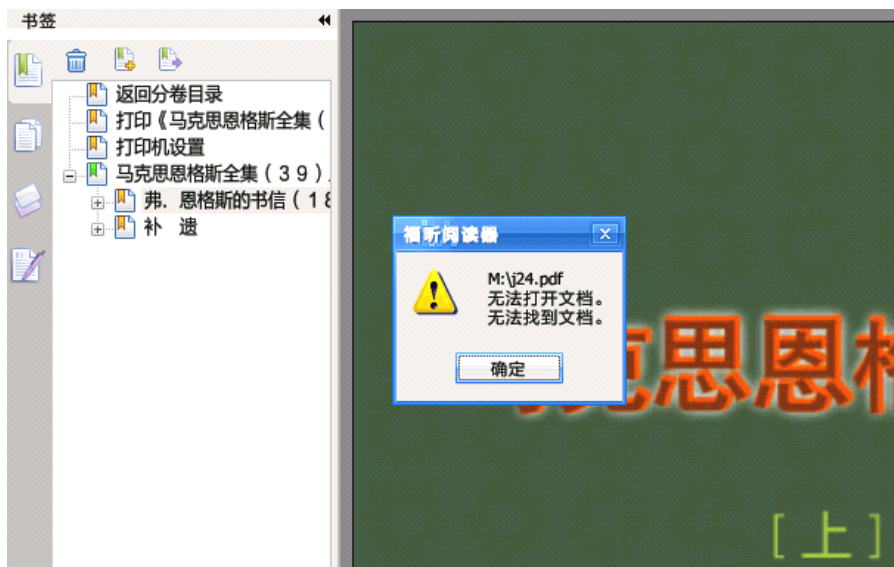 书签
返回分卷目录
打印《马克思恩格斯全集（
打印机设置
马克思恩格斯全集（39）.
弗．恩格斯的书信（18
补 遗
福昕阅读器
M:\j24.pdf
无法打开文档。
无法找到文档。
确定
克思恩格
[上]